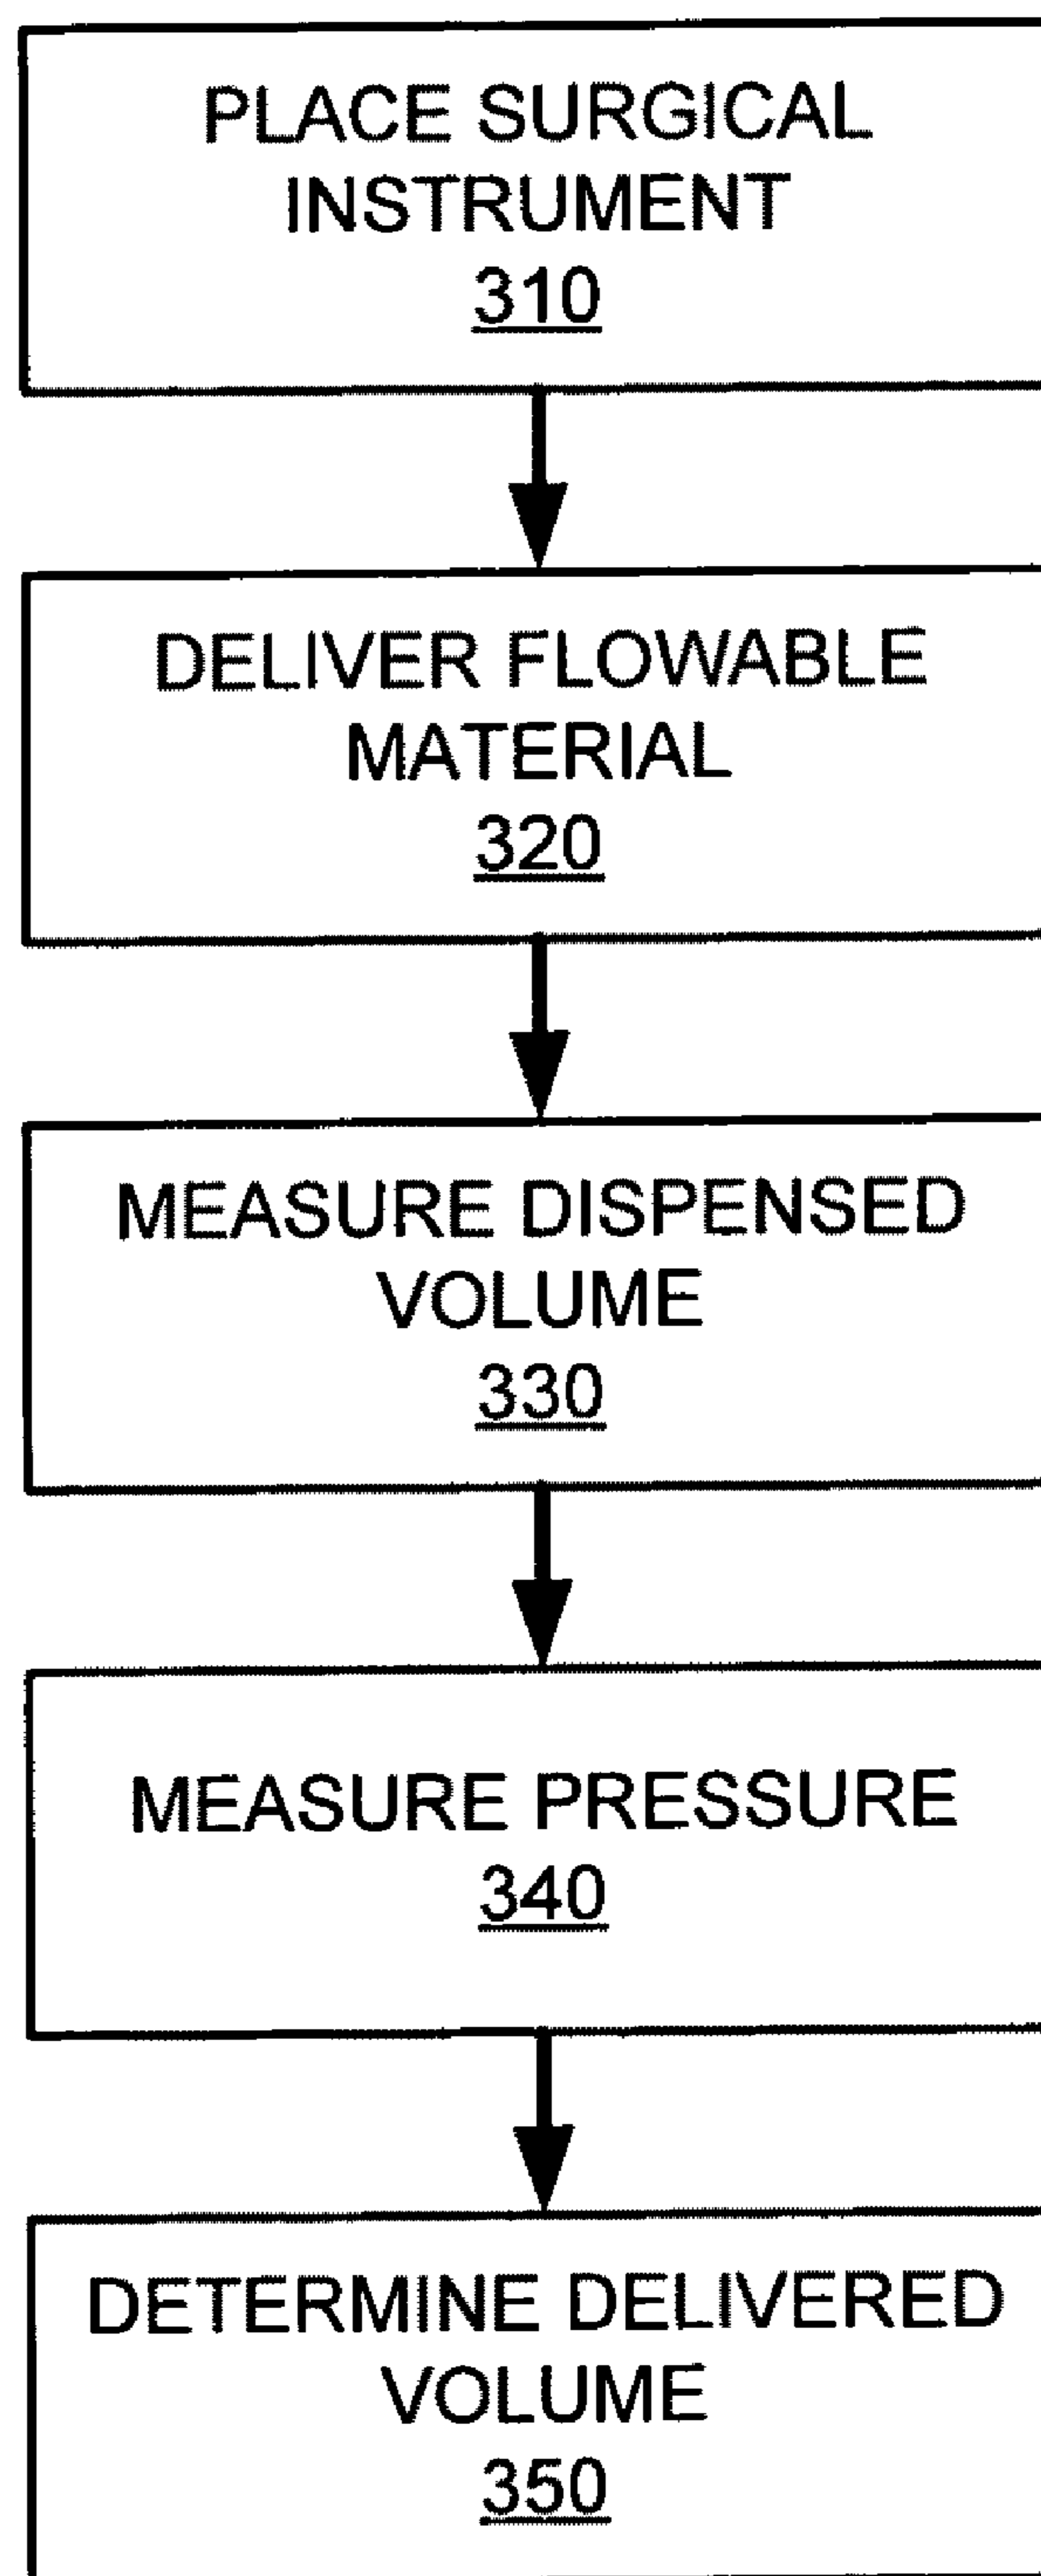 PLACE SURGICAL
INSTRUMENT
310
DELIVER FLOWABLE
MATERIAL
320
MEASURE DISPENSED
VOLUME
330
MEASURE PRESSURE
340
DETERMINE DELIVERED
VOLUME
350